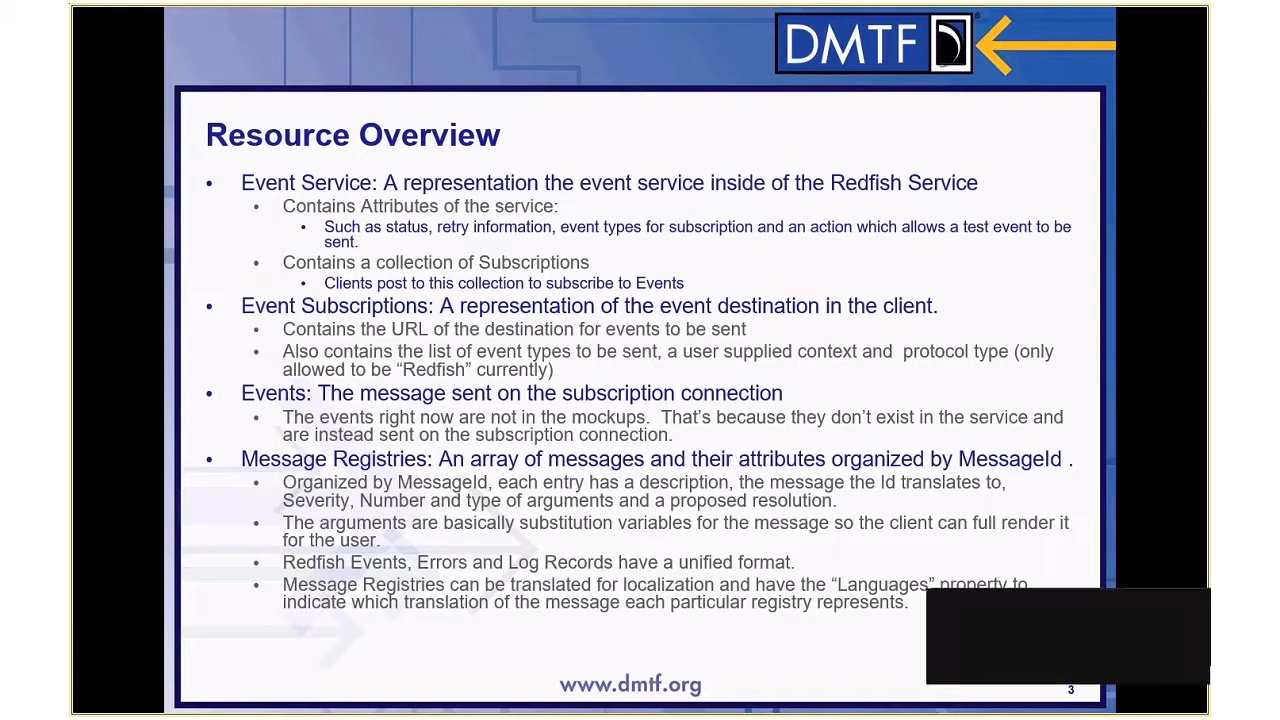 DMTF
Resource Overview
• Event Service: A representation the event service inside of the Redfish Service
• Contains Attributes of the service:
• Such as status, retry information, event types for subscription and an action which allows a test event to be
sent.
• Contains a collection of Subscriptions
• Clients post to this collection to subscribe to Events
• Event Subscriptions: A representation of the event destination in the client.
• Contains the URL of the destination for events to be sent
• Also contains the list of event types to be sent, a user supplied context and  protocol type (only
allowed to be “Redfish” currently)
• Events: The message sent on the subscription connection
• The events right now are not in the mockups.  That’s because they don’t exist in the service and
are instead sent on the subscription connection.
• Message Registries: An array of messages and their attributes organized by MessageId .
• Organized by MessageId, each entry has a description, the message the Id translates to,
Severity, Number and type of arguments and a proposed resolution.
• The arguments are basically substitution variables for the message so the client can full render it
for the user.
• Redfish Events, Errors and Log Records have a unified format.
• Message Registries can be translated for localization and have the “Languages” property to
indicate which translation of the message each particular registry represents.
www.dmtf.org
3